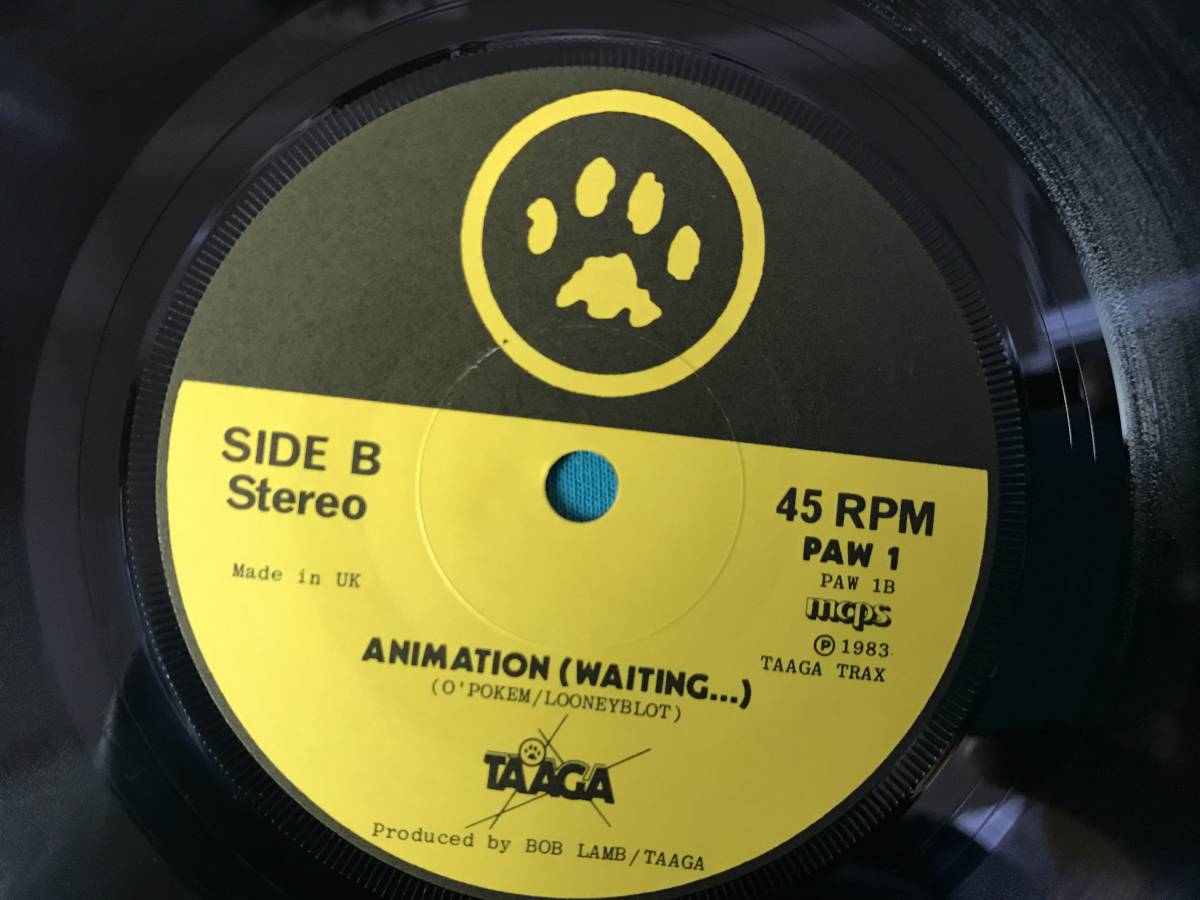 SIDE B
Stereo
45 RPM
PAW 1
PAW 1B
mcps
Ⓟ 1983
TAAGA TRAX
Made in UK
ANIMATION (WAITING...)
(O'POKEM/LOONEYBLOT)
TAAGA
Produced by BOB LAMB/TAAGA